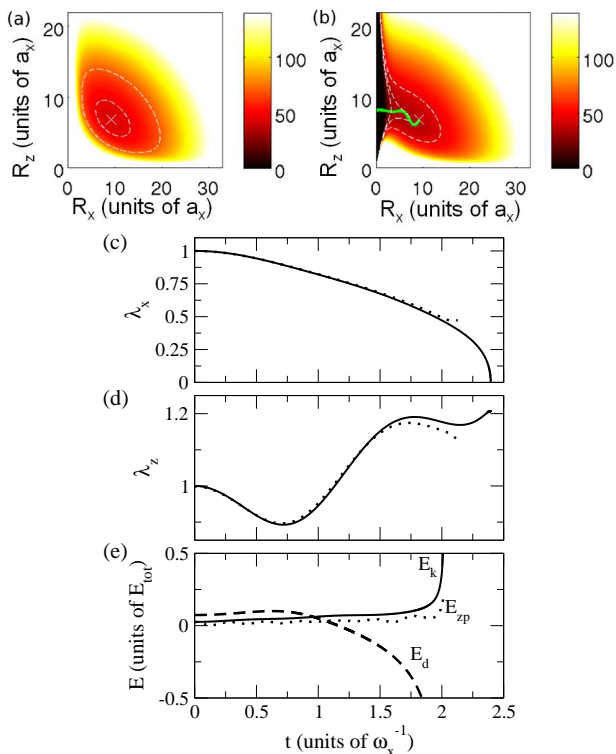 (a)
(b)
R_z (units of a_x)
20
10
0
0 10 20 30
R_x (units of a_x)
100
50
0
R_z (units of a_x)
20
10
0
0 10 20 30
R_x (units of a_x)
100
50
0
(c)
λ_x
1
0.75
0.5
0.25
0
(d)
λ_z
1.2
1
(e)
E (units of E_tot)
0.5
0
-0.5
E_k
E_zp
E_d
0 0.5 1.0 1.5 2.0 2.5
t (units of ω_x^-1)